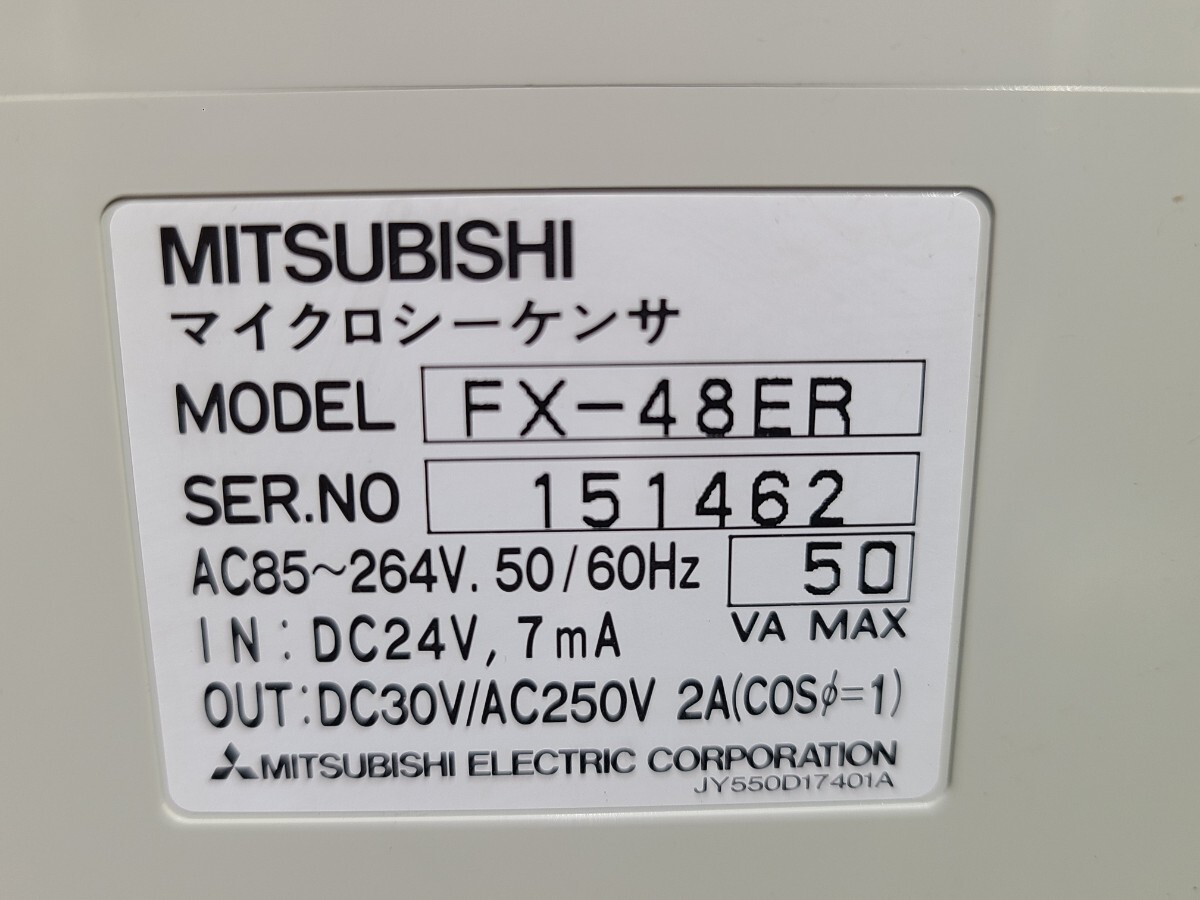 MITSUBISHI
マイクロシーケンサ
MODEL FX-48ER
SER.NO 151462
AC85~264V. 50/60Hz 50
VA MAX
IN: DC24V, 7mA
OUT:DC30V/AC250V 2A(COSφ=1)
MITSUBISHI ELECTRIC CORPORATION
JY550D17401A